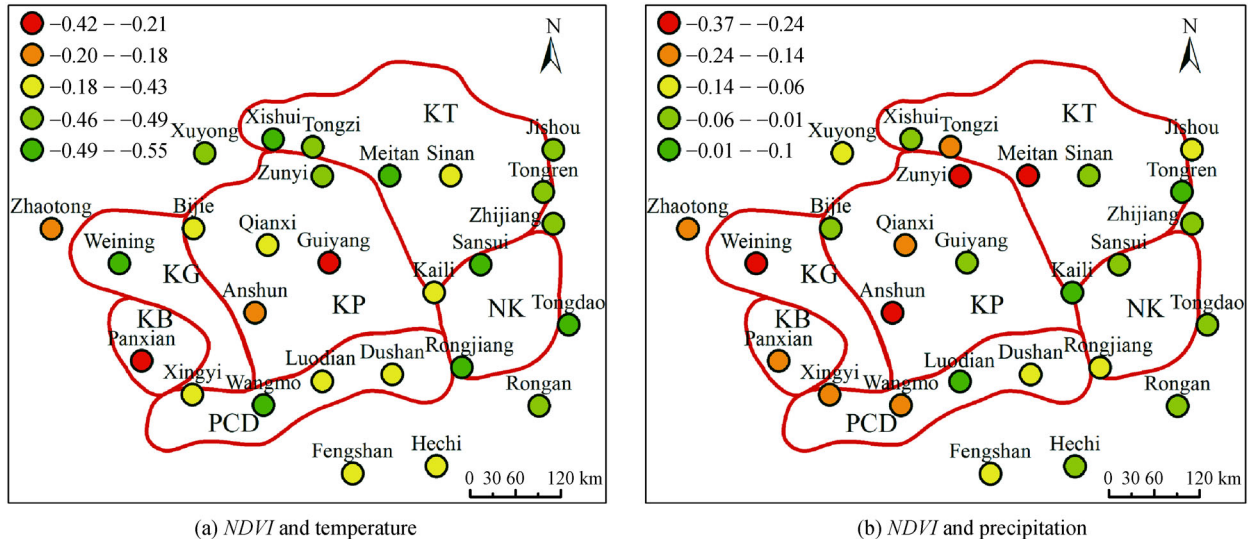 (a)
−0.42 − −0.21
−0.20 − −0.18
−0.18 − −0.43
−0.46 − −0.49
−0.49 − −0.55
N
KT
Xishui
Tongzi
Jishou
Xuyong
Meitan
Sinan
Zunyi
Tongren
Zhaotong
Bijie
Zhijiang
Qianxi
Weining
Guiyang
Sansui
KG
Kaili
Anshun
KP
NK
Tongdao
KB
Panxian
Luodian
Dushan
Rongjiang
Xingyi
Wangmo
Rongan
PCD
Fengshan
Hechi
0 30 60 120 km
(a) NDVI and temperature
(b)
−0.37 − −0.24
−0.24 − −0.14
−0.14 − −0.06
−0.06 − −0.01
−0.01 − −0.1
N
KT
Xishui
Tongzi
Jishou
Xuyong
Meitan
Sinan
Zunyi
Tongren
Zhaotong
Bijie
Zhijiang
Qianxi
Weining
Guiyang
Sansui
KG
Kaili
Anshun
KP
NK
Tongdao
KB
Panxian
Luodian
Dushan
Rongjiang
Xingyi
Wangmo
Rongan
PCD
Fengshan
Hechi
0 30 60 120 km
(b) NDVI and precipitation